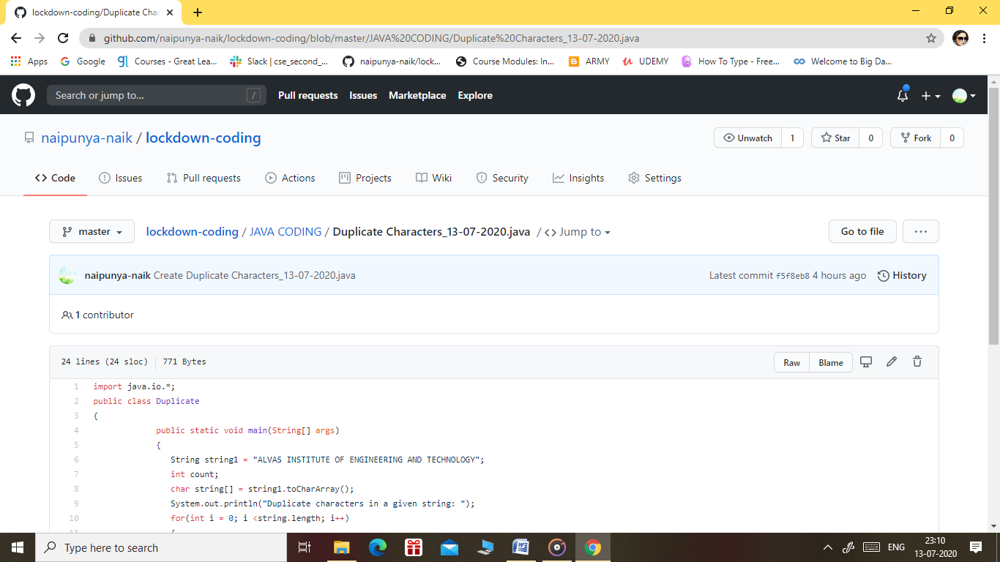 lockdown-coding/Duplicate Char
github.com/naipunya-naik/lockdown-coding/blob/master/JAVA%20CODING/Duplicate%20Characters_13-07-2020.java
Apps Google Courses - Great Lea... Slack | cse_second_... naipunya-naik/lock... Course Modules: In... ARMY UDEMY How To Type - Free... Welcome to Big Da...
Search or jump to... / Pull requests Issues Marketplace Explore
naipunya-naik / lockdown-coding Unwatch 1 Star 0 Fork 0
Code Issues Pull requests Actions Projects Wiki Security Insights Settings
master lockdown-coding / JAVA CODING / Duplicate Characters_13-07-2020.java / <> Jump to Go to file ...
naipunya-naik Create Duplicate Characters_13-07-2020.java Latest commit f5f8eb8 4 hours ago History
1 contributor
24 lines (24 sloc) 771 Bytes Raw Blame
1 import java.io.*;
2 public class Duplicate
3 {
4 public static void main(String[] args)
5 {
6 String string1 = "ALVAS INSTITUTE OF ENGINEERING AND TECHNOLOGY";
7 int count;
8 char string[] = string1.toCharArray();
9 System.out.println("Duplicate characters in a given string: ");
10 for(int i = 0; i <string.length; i++)
11 {
Type here to search ENG 23:10
13-07-2020